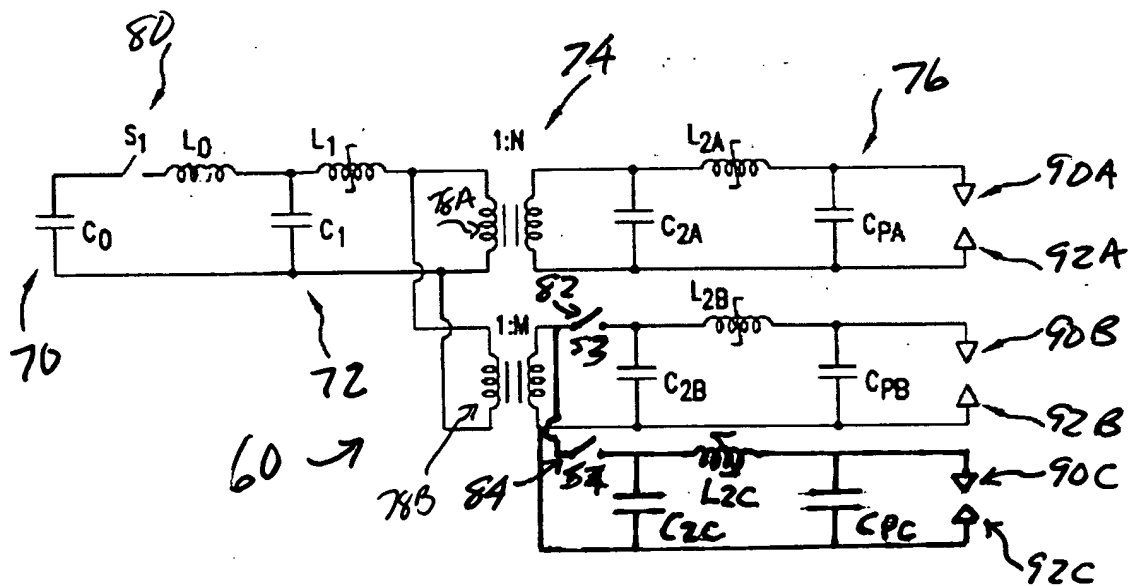 80
74
76
S1
L0
L1
1:N
L2A
90A
78A
C0
C1
C2A
CPA
92A
82
L2B
1:M
S3
90B
70
72
C2B
CPB
92B
60
78B
84
S4
L2C
90C
C2C
CPC
92C